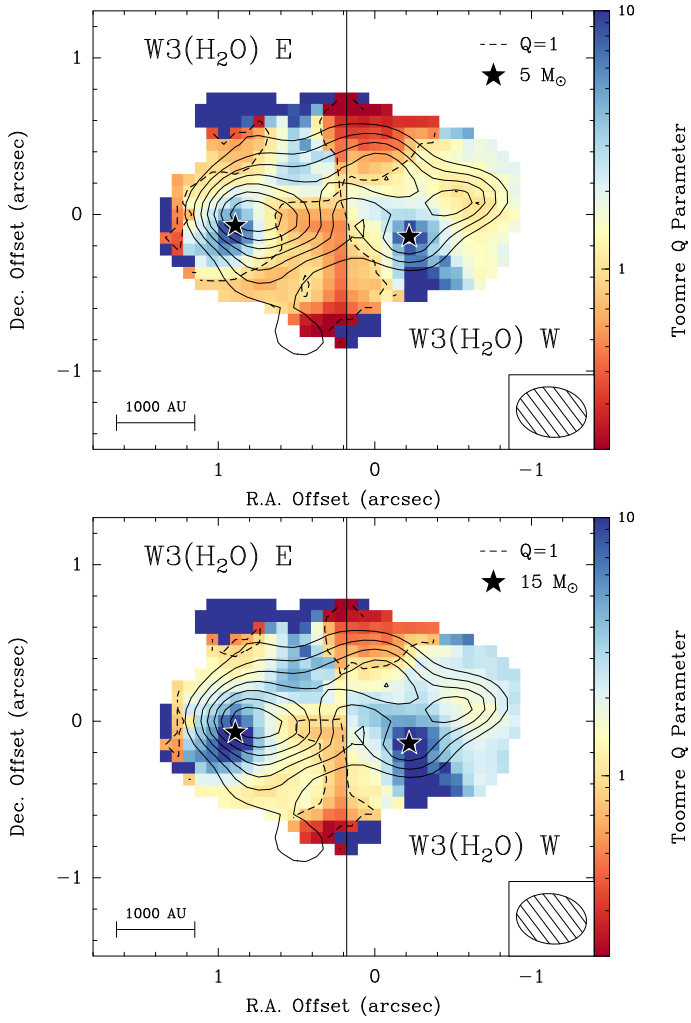 W3(H₂O) E
Q=1
5 M⊙
10
1
0
−1
1
Dec. Offset (arcsec)
Toomre Q Parameter
W3(H₂O) W
1000 AU
1 0 −1
R.A. Offset (arcsec)
W3(H₂O) E
Q=1
15 M⊙
10
1
0
−1
1
Dec. Offset (arcsec)
Toomre Q Parameter
W3(H₂O) W
1000 AU
1 0 −1
R.A. Offset (arcsec)